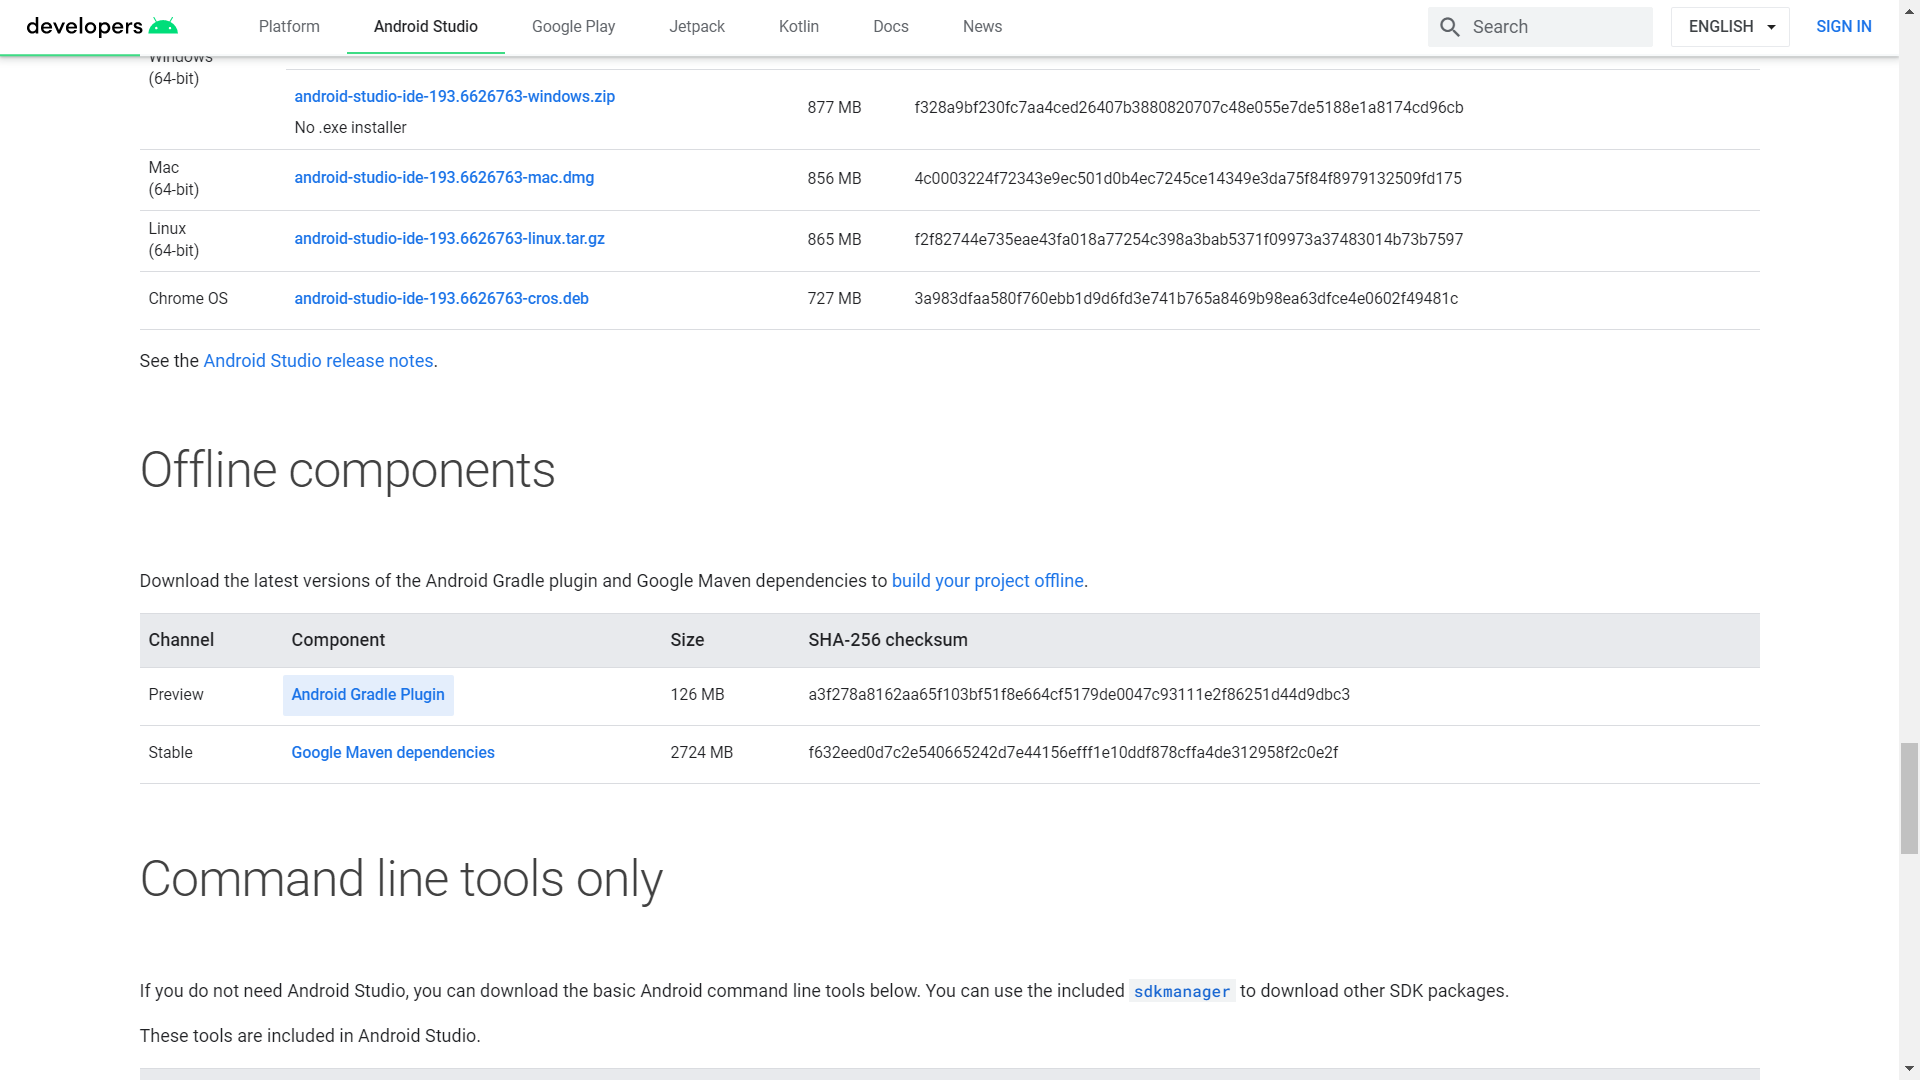 developers
Platform
Android Studio
Google Play
Jetpack
Kotlin
Docs
News
Search
ENGLISH
SIGN IN
Windows
(64-bit)
android-studio-ide-193.6626763-windows.zip
No .exe installer
877 MB
f328a9bf230fc7aa4ced26407b3880820707c48e055e7de5188e1a8174cd96cb
Mac
(64-bit)
android-studio-ide-193.6626763-mac.dmg
856 MB
4c0003224f72343e9ec501d0b4ec7245ce14349e3da75f84f8979132509fd175
Linux
(64-bit)
android-studio-ide-193.6626763-linux.tar.gz
865 MB
f2f82744e735eae43fa018a77254c398a3bab5371f09973a37483014b73b7597
Chrome OS
android-studio-ide-193.6626763-cros.deb
727 MB
3a983dfaa580f760ebb1d9d6fd3e741b765a8469b98ea63dfce4e0602f49481c
See the Android Studio release notes.
Offline components
Download the latest versions of the Android Gradle plugin and Google Maven dependencies to build your project offline.
Channel
Component
Size
SHA-256 checksum
Preview
Android Gradle Plugin
126 MB
a3f278a8162aa65f103bf51f8e664cf5179de0047c93111e2f86251d44d9dbc3
Stable
Google Maven dependencies
2724 MB
f632eed0d7c2e540665242d7e44156efff1e10ddf878cffa4de312958f2c0e2f
Command line tools only
If you do not need Android Studio, you can download the basic Android command line tools below. You can use the included sdkmanager to download other SDK packages.
These tools are included in Android Studio.